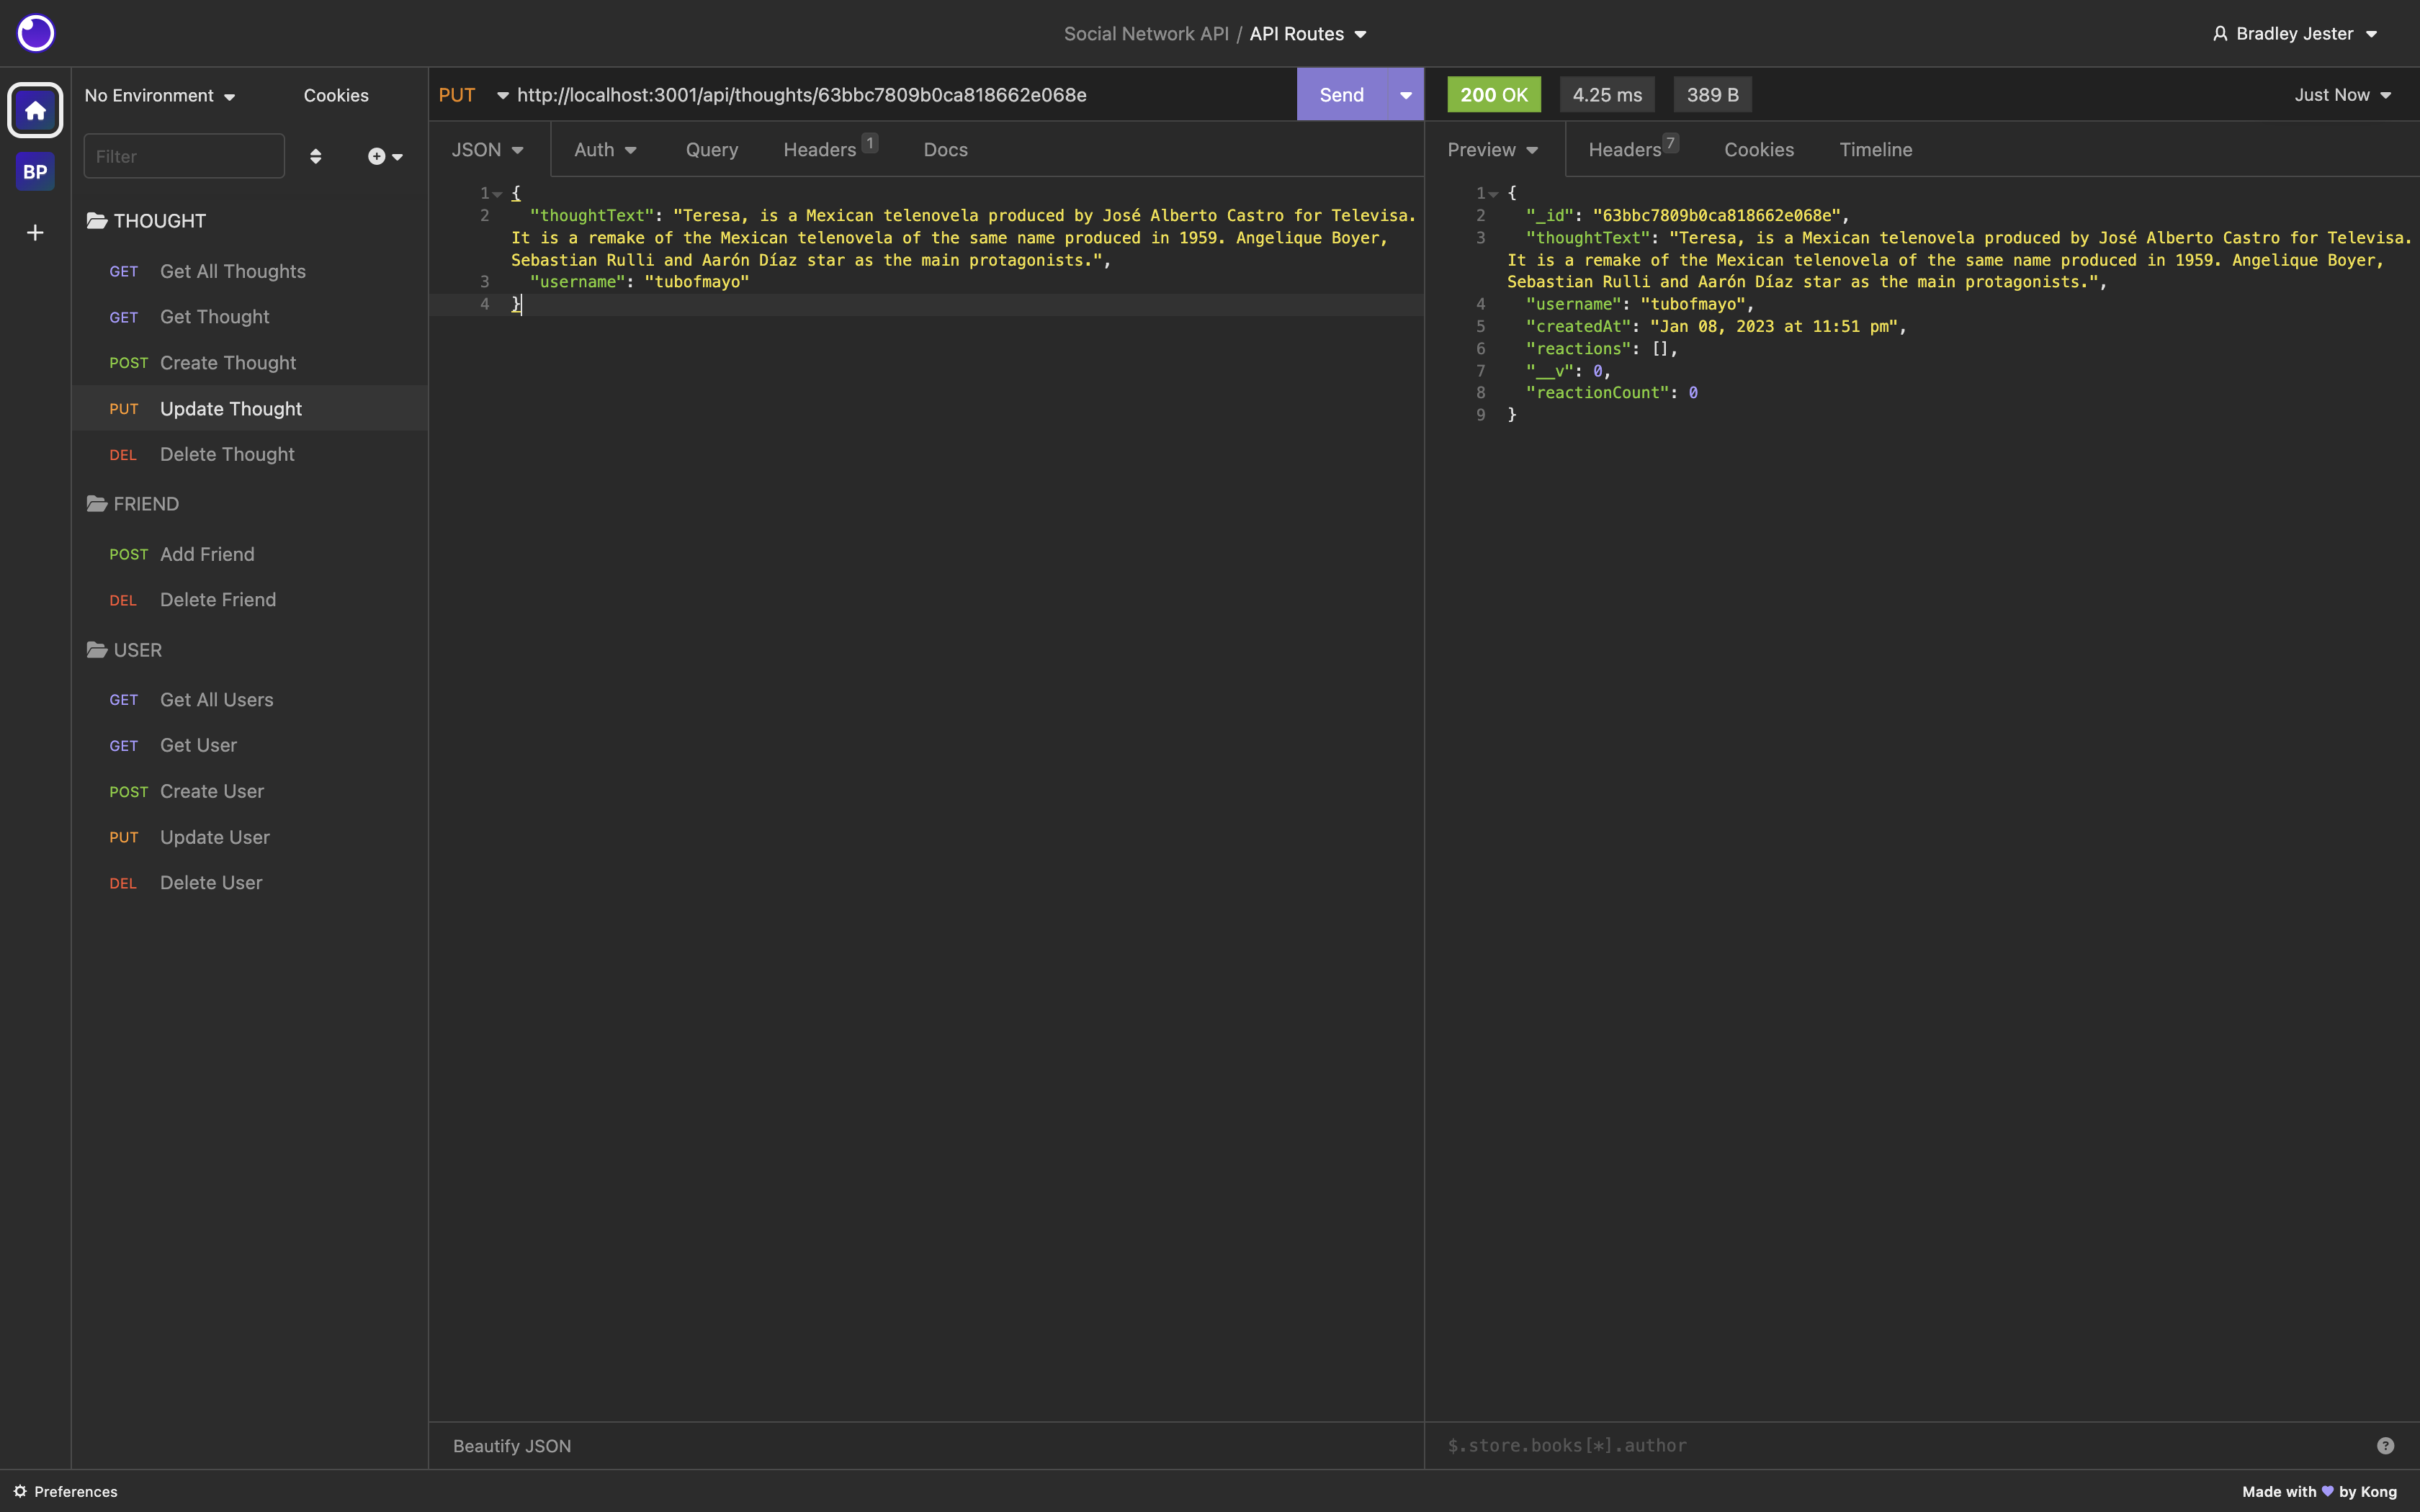 Social Network API / API Routes
Bradley Jester
No Environment
Cookies
PUT http://localhost:3001/api/thoughts/63bbc7809b0ca818662e068e
Send
200 OK
4.25 ms
389 B
Just Now
BP
Filter
THOUGHT
GET Get All Thoughts
GET Get Thought
POST Create Thought
PUT Update Thought
DEL Delete Thought
FRIEND
POST Add Friend
DEL Delete Friend
USER
GET Get All Users
GET Get User
POST Create User
PUT Update User
DEL Delete User
JSON
Auth
Query
Headers 1
Docs
1 {
2 "thoughtText": "Teresa, is a Mexican telenovela produced by José Alberto Castro for Televisa.
It is a remake of the Mexican telenovela of the same name produced in 1959. Angelique Boyer,
Sebastian Rulli and Aarón Díaz star as the main protagonists.",
3 "username": "tubofmayo"
4 }
Beautify JSON
Preview
Headers 7
Cookies
Timeline
1 {
2 "_id": "63bbc7809b0ca818662e068e",
3 "thoughtText": "Teresa, is a Mexican telenovela produced by José Alberto Castro for Televisa.
It is a remake of the Mexican telenovela of the same name produced in 1959. Angelique Boyer,
Sebastian Rulli and Aarón Díaz star as the main protagonists.",
4 "username": "tubofmayo",
5 "createdAt": "Jan 08, 2023 at 11:51 pm",
6 "reactions": [],
7 "__v": 0,
8 "reactionCount": 0
9 }
$.store.books[*].author
?
Preferences
Made with 💜 by Kong